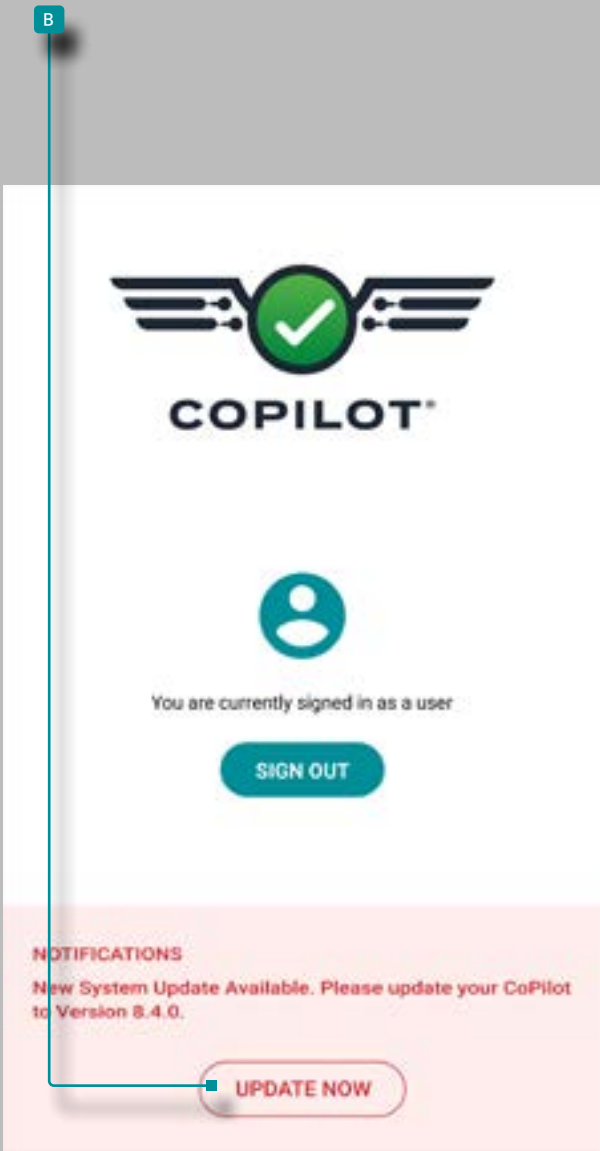 B
COPILOT®
You are currently signed in as a user
SIGN OUT
NOTIFICATIONS
New System Update Available. Please update your CoPilot
to Version 8.4.0.
UPDATE NOW